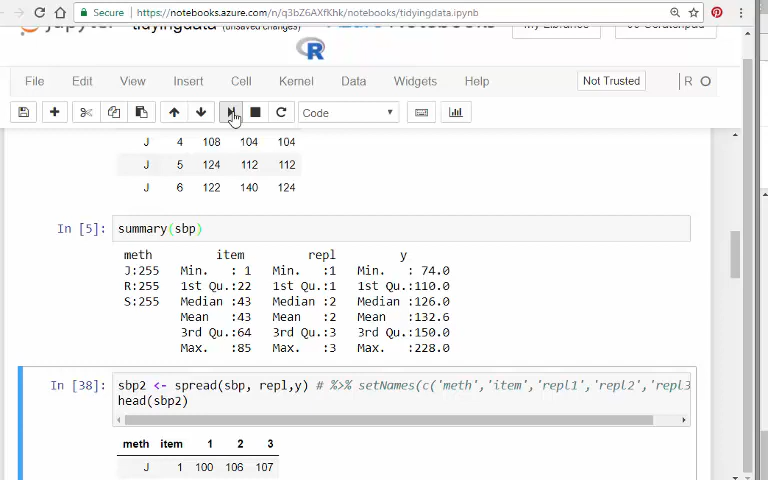 Secure https://notebooks.azure.com/n/q3bZ6AXfKhk/notebooks/tidyingdata.ipynb
tidyingdata (unsaved changes)
R
File Edit View Insert Cell Kernel Data Widgets Help Not Trusted R
Code
J 4 108 104 104
J 5 124 112 112
J 6 122 140 124
In [5]: summary(sbp)
meth item repl y
J:255 Min. : 1 Min. :1 Min. : 74.0
R:255 1st Qu.:22 1st Qu.:1 1st Qu.:110.0
S:255 Median :43 Median :2 Median :126.0
Mean :43 Mean :2 Mean :132.6
3rd Qu.:64 3rd Qu.:3 3rd Qu.:150.0
Max. :85 Max. :3 Max. :228.0
In [38]: sbp2 <- spread(sbp, repl,y) # %>% setNames(c('meth','item','repl1','repl2','repl3
head(sbp2)
meth item 1 2 3
J 1 100 106 107